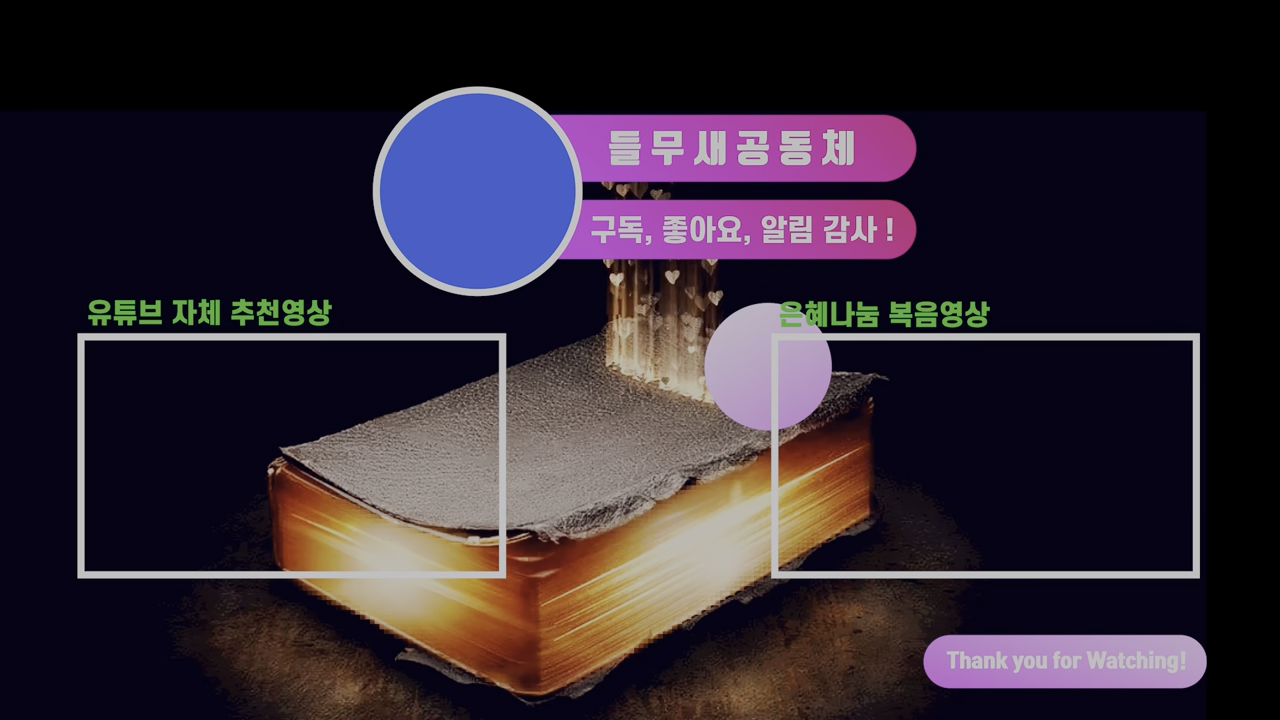 들무새공동체
구독, 좋아요, 알림 감사 !
유튜브 자체 추천영상
은혜나눔 복음영상
Thank you for Watching!